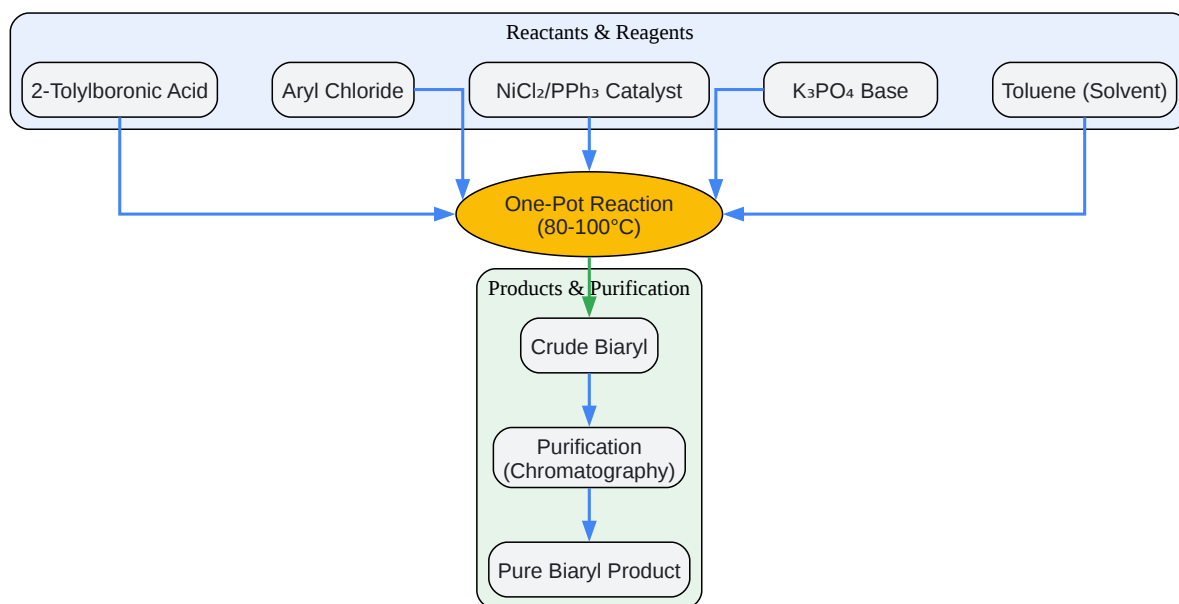 Reactants & Reagents
2-Tolylboronic Acid
Aryl Chloride
NiCl₂/PPh₃ Catalyst
K₃PO₄ Base
Toluene (Solvent)
One-Pot Reaction
(80-100°C)
Products & Purification
Crude Biaryl
Purification
(Chromatography)
Pure Biaryl Product